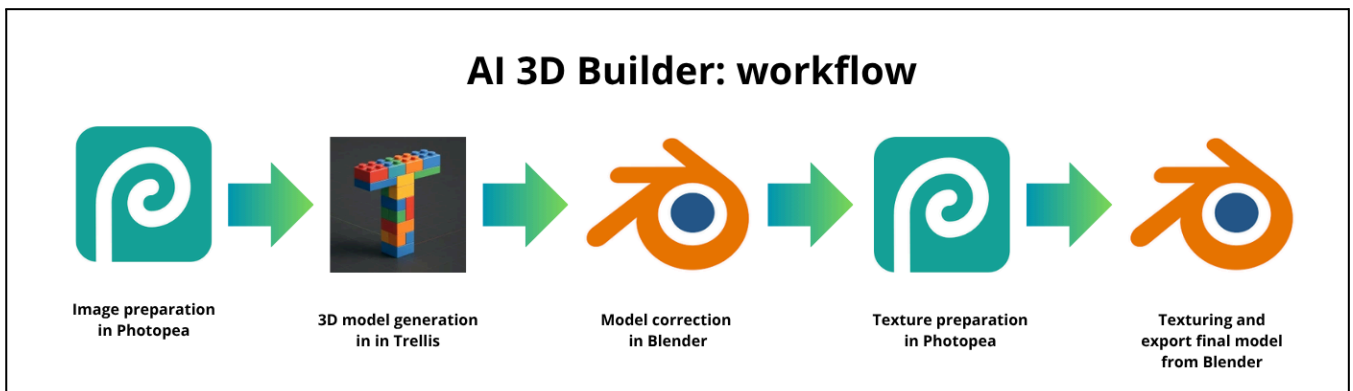 AI 3D Builder: workflow
Image preparation
in Photopea
3D model generation
in in Trellis
Model correction
in Blender
Texture preparation
in Photopea
Texturing and
export final model
from Blender